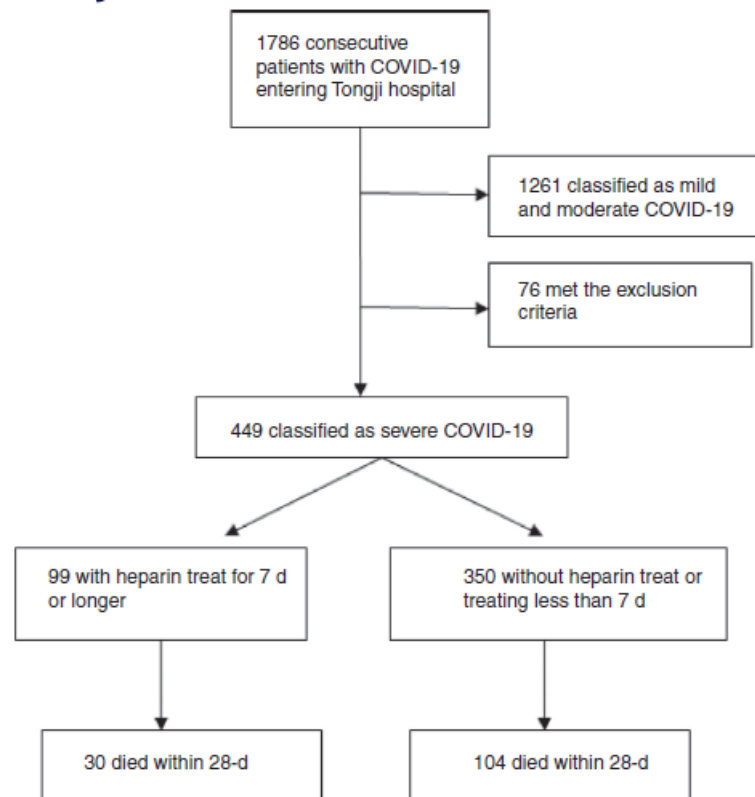 1786 consecutive
patients with COVID-19
entering Tongji hospital
1261 classified as mild
and moderate COVID-19
76 met the exclusion
criteria
449 classified as severe COVID-19
99 with heparin treat for 7 d
or longer
350 without heparin treat or
treating less than 7 d
30 died within 28-d
104 died within 28-d